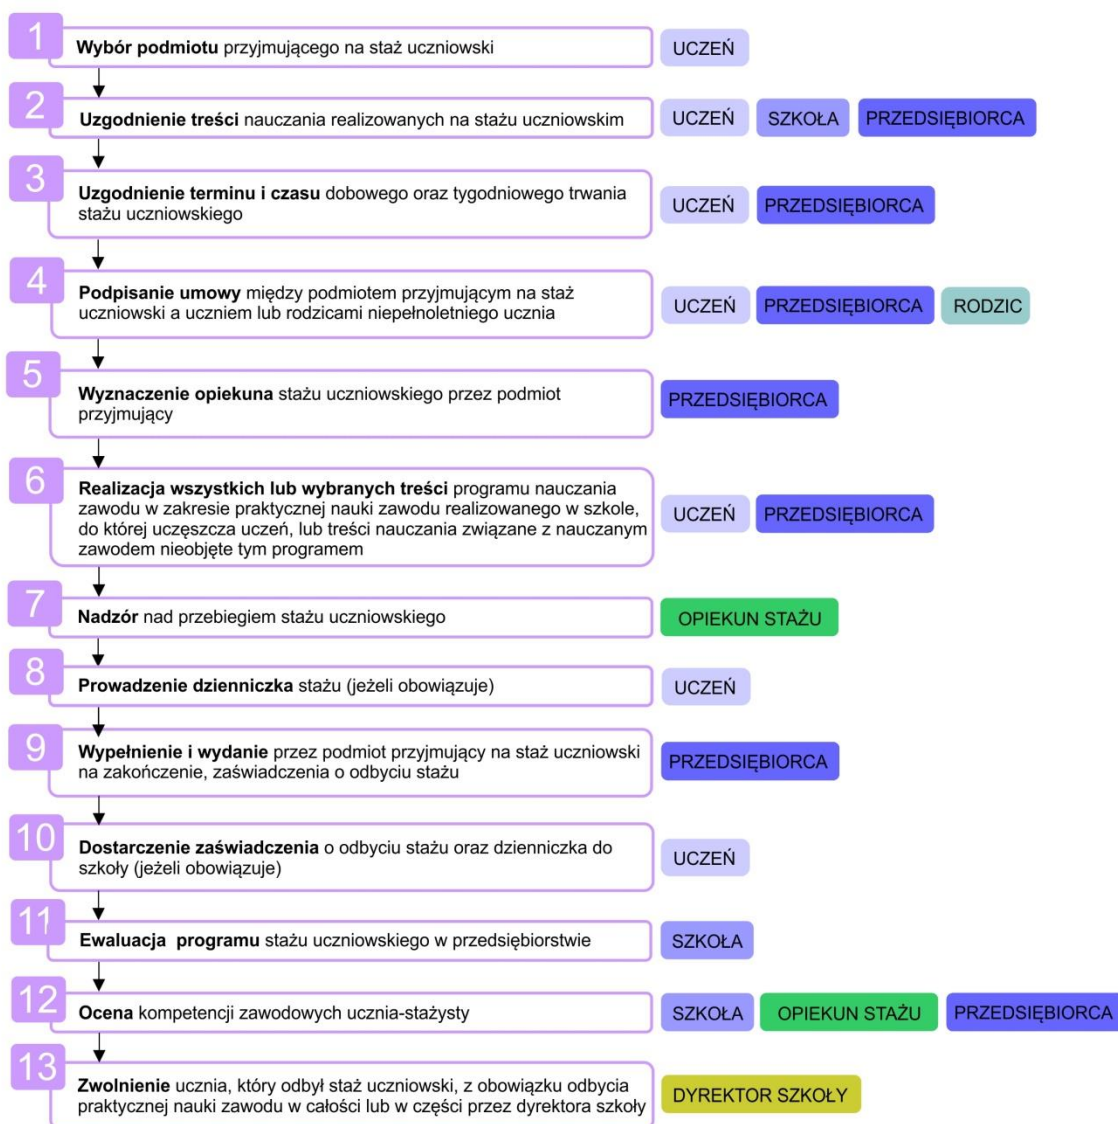 1
Wybór podmiotu przyjmującego na staż uczniowski
UCZEŃ
2
Uzgodnienie treści nauczania realizowanych na stażu uczniowskim
UCZEŃ SZKOŁA PRZEDSIĘBIORCA
3
Uzgodnienie terminu i czasu dobowego oraz tygodniowego trwania
stażu uczniowskiego
UCZEŃ PRZEDSIĘBIORCA
4
Podpisanie umowy między podmiotem przyjmującym na staż
uczniowski a uczniem lub rodzicami niepełnoletniego ucznia
UCZEŃ PRZEDSIĘBIORCA RODZIC
5
Wyznaczenie opiekuna stażu uczniowskiego przez podmiot
przyjmujący
PRZEDSIĘBIORCA
6
Realizacja wszystkich lub wybranych treści programu nauczania
zawodu w zakresie praktycznej nauki zawodu realizowanego w szkole,
do której uczęszcza uczeń, lub treści nauczania związane z nauczanym
zawodem nieobjęte tym programem
UCZEŃ PRZEDSIĘBIORCA
7
Nadzór nad przebiegiem stażu uczniowskiego
OPIEKUN STAŻU
8
Prowadzenie dzienniczka stażu (jeżeli obowiązuje)
UCZEŃ
9
Wypełnienie i wydanie przez podmiot przyjmujący na staż uczniowski
na zakończenie, zaświadczenia o odbyciu stażu
PRZEDSIĘBIORCA
10
Dostarczenie zaświadczenia o odbyciu stażu oraz dzienniczka do
szkoły (jeżeli obowiązuje)
UCZEŃ
11
Ewaluacja programu stażu uczniowskiego w przedsiębiorstwie
SZKOŁA
12
Ocena kompetencji zawodowych ucznia-stażysty
SZKOŁA OPIEKUN STAŻU PRZEDSIĘBIORCA
13
Zwolnienie ucznia, który odbył staż uczniowski, z obowiązku odbycia
praktycznej nauki zawodu w całości lub w części przez dyrektora szkoły
DYREKTOR SZKOŁY